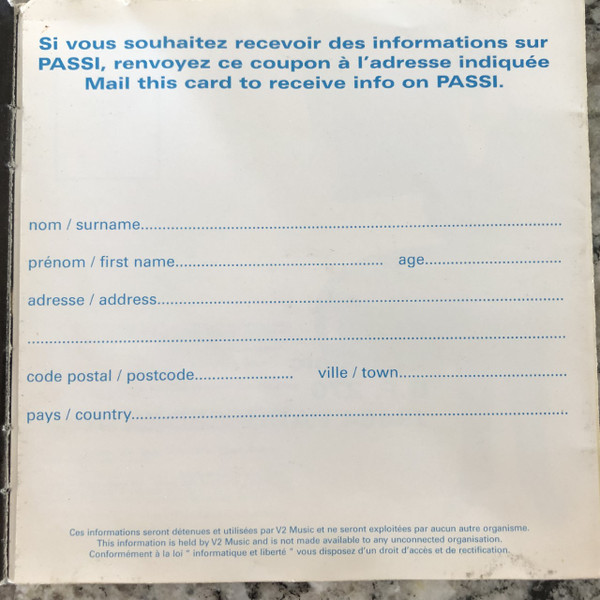 Si vous souhaitez recevoir des informations sur
PASSI, renvoyez ce coupon à l'adresse indiquée
Mail this card to receive info on PASSI.
nom / surname
prénom / first name age
adresse / address
code postal / postcode ville / town
pays / country
Ces informations seront détenues et utilisées par V2 Music et ne seront exploitées par aucun autre organisme.
This information is held by V2 Music and is not made available to any unconnected organisation.
Conformément à la loi " informatique et liberté " vous disposez d'un droit d'accès et de rectification.